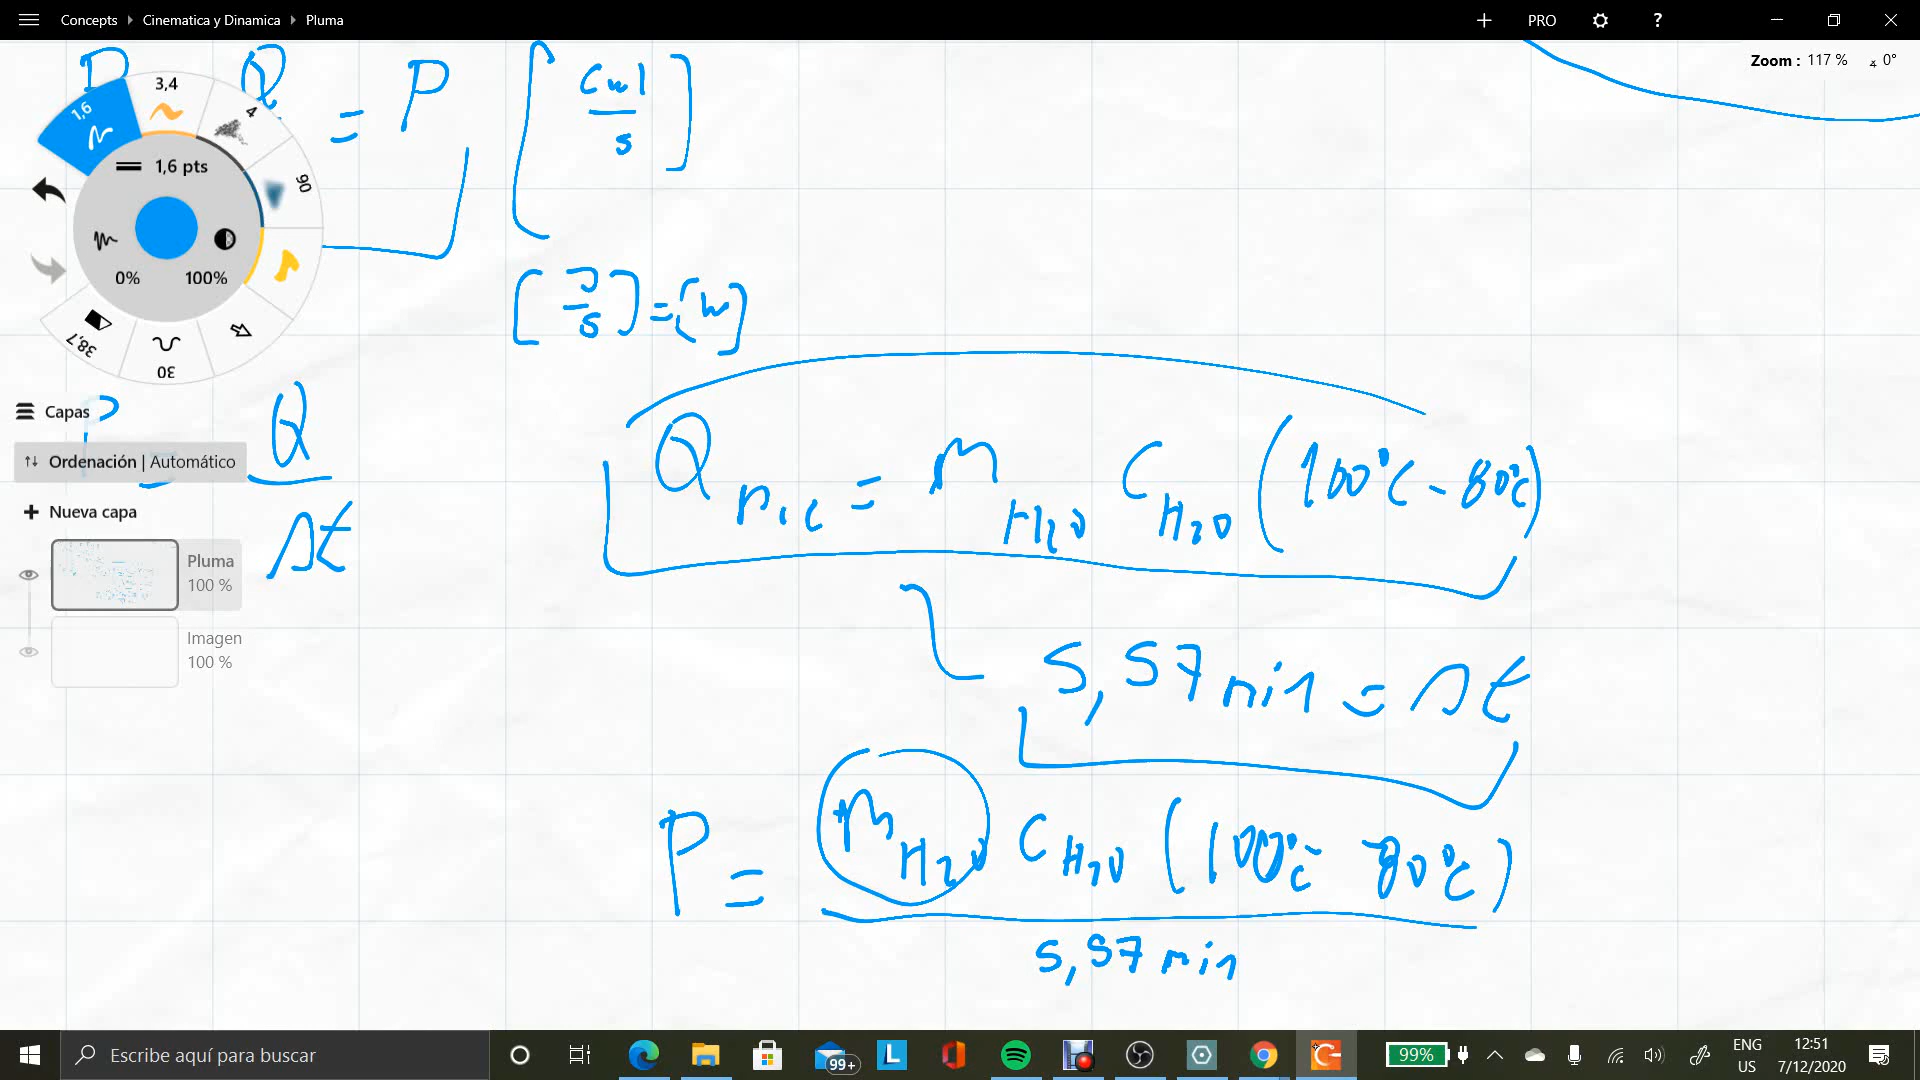 Concepts Cinematica y Dinamica Pluma
PRO ?
Zoom : 117 % 0°
3,4
1,6
4
1,6 pts
90
0% 100%
38,7
30
Q = P [cal/s]
[J/s] = [W]
Capas
Ordenación | Automático
Nueva capa
Pluma
100 %
Imagen
100 %
P = Q/Δt
Q = m H₂O C H₂O (100°C - 80°C)
5,57 min = Δt
P = m H₂O C H₂O (100°C - 80°C)
5,57 min
Escribe aquí para buscar
99+
L
99%
ENG
US
12:51
7/12/2020